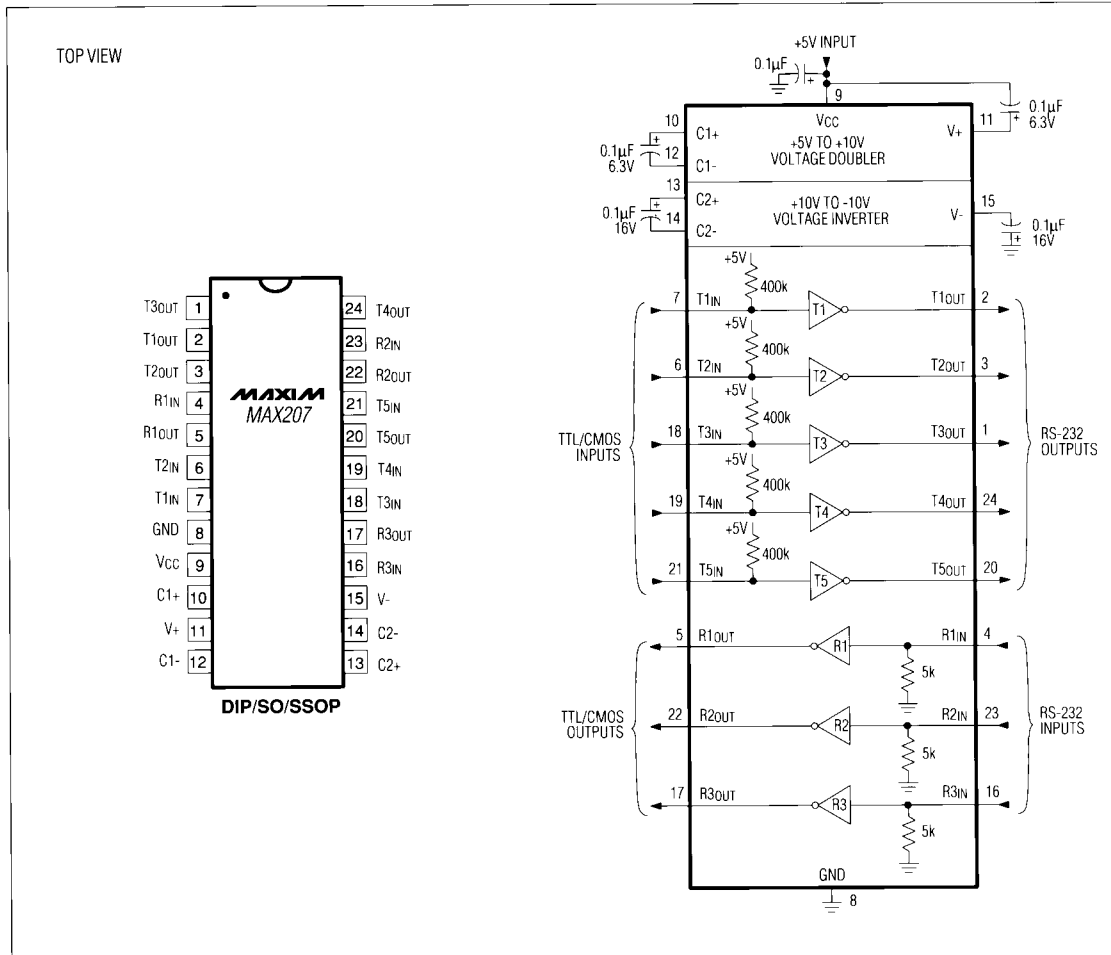 TOP VIEW
T3OUT 1
T1OUT 2
T2OUT 3
R1IN 4
R1OUT 5
T2IN 6
T1IN 7
GND 8
VCC 9
C1+ 10
V+ 11
C1- 12
MAXIM
MAX207
24 T4OUT
23 R2IN
22 R2OUT
21 T5IN
20 T5OUT
19 T4IN
18 T3IN
17 R3OUT
16 R3IN
15 V-
14 C2-
13 C2+
DIP/SO/SSOP
+5V INPUT
0.1µF
+
9
VCC
+5V TO +10V
VOLTAGE DOUBLER
10
C1+
+
0.1µF
6.3V
12
C1-
11
V+
+
0.1µF
6.3V
13
C2+
+
0.1µF
16V
14
C2-
+10V TO -10V
VOLTAGE INVERTER
15
V-
+
0.1µF
16V
TTL/CMOS
INPUTS
+5V
400k
7 T1IN T1 T1OUT 2
+5V
400k
6 T2IN T2 T2OUT 3
+5V
400k
18 T3IN T3 T3OUT 1
+5V
400k
19 T4IN T4 T4OUT 24
+5V
400k
21 T5IN T5 T5OUT 20
RS-232
OUTPUTS
TTL/CMOS
OUTPUTS
5 R1OUT R1 R1IN 4
5k
22 R2OUT R2 R2IN 23
5k
17 R3OUT R3 R3IN 16
5k
RS-232
INPUTS
GND
8